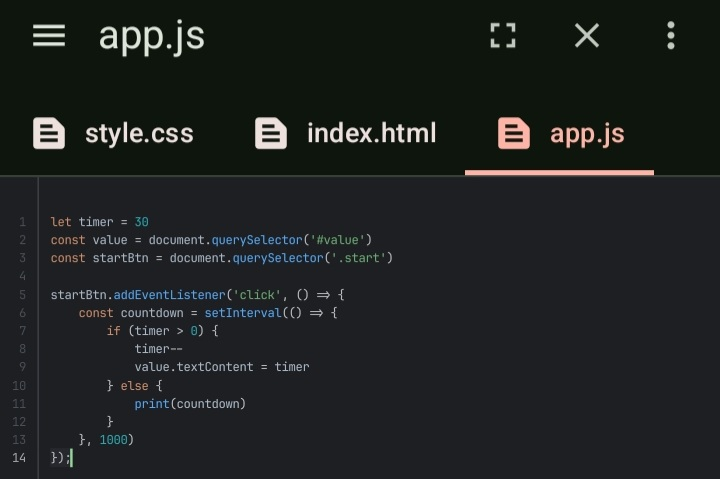 app.js
style.css index.html app.js
1 let timer = 30
2 const value = document.querySelector('#value')
3 const startBtn = document.querySelector('.start')
4
5 startBtn.addEventListener('click', () => {
6     const countdown = setInterval(() => {
7         if (timer > 0) {
8             timer--
9             value.textContent = timer
10         } else {
11             print(countdown)
12         }
13     }, 1000)
14 });